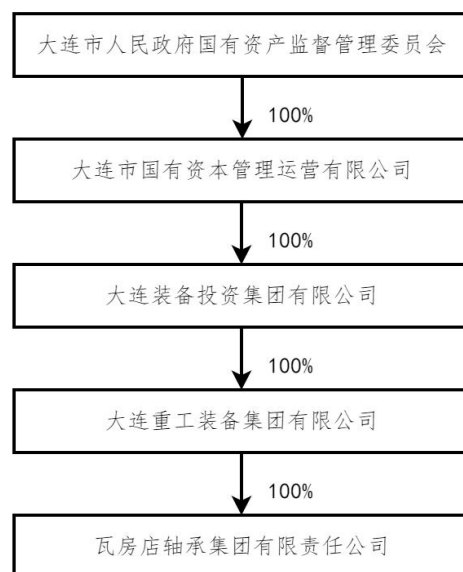 大连市人民政府国有资产监督管理委员会
100%
大连市国有资本管理运营有限公司
100%
大连装备投资集团有限公司
100%
大连重工装备集团有限公司
100%
瓦房店轴承集团有限责任公司